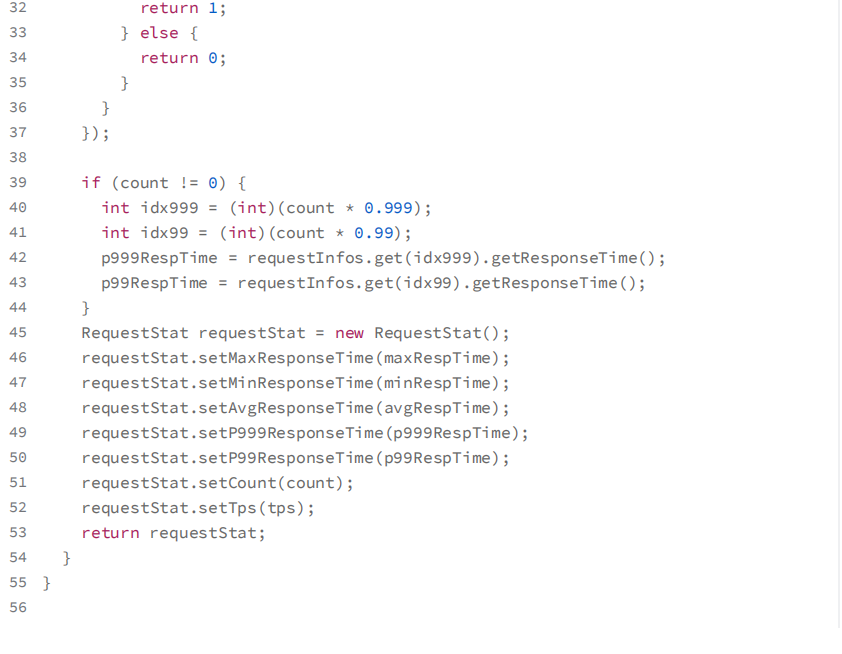 32 return 1;
33 } else {
34 return 0;
35 }
36 }
37 });
38
39 if (count != 0) {
40 int idx999 = (int)(count * 0.999);
41 int idx99 = (int)(count * 0.99);
42 p999RespTime = requestInfos.get(idx999).getResponseTime();
43 p99RespTime = requestInfos.get(idx99).getResponseTime();
44 }
45 RequestStat requestStat = new RequestStat();
46 requestStat.setMaxResponseTime(maxRespTime);
47 requestStat.setMinResponseTime(minRespTime);
48 requestStat.setAvgResponseTime(avgRespTime);
49 requestStat.setP999ResponseTime(p999RespTime);
50 requestStat.setP99ResponseTime(p99RespTime);
51 requestStat.setCount(count);
52 requestStat.setTps(tps);
53 return requestStat;
54 }
55 }
56